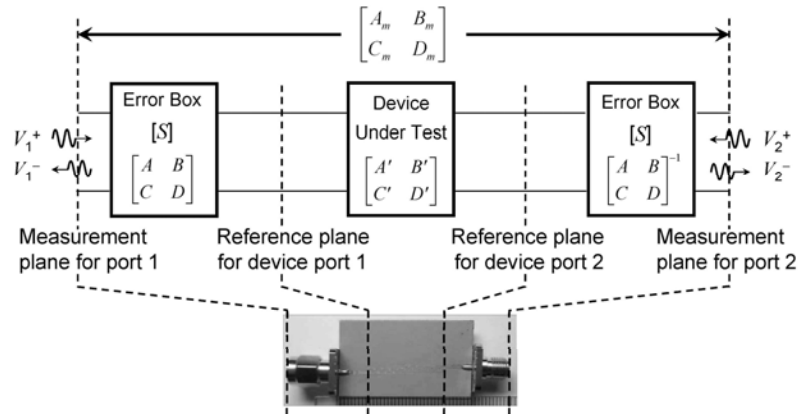 [A_m B_m
C_m D_m]
Error Box
[S]
[A B
C D]
Device
Under Test
[A′ B′
C′ D′]
Error Box
[S]
[A B
C D]^{-1}
V_1^+
V_1^-
V_2^+
V_2^-
Measurement
plane for port 1
Reference plane
for device port 1
Reference plane
for device port 2
Measurement
plane for port 2